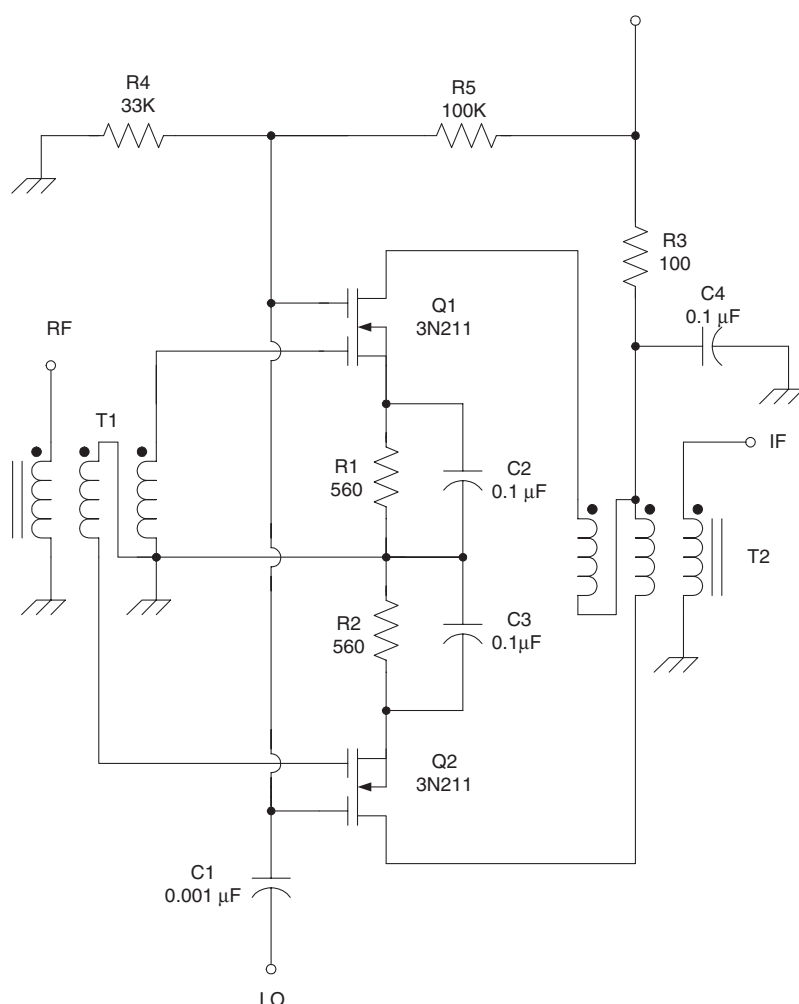 R4
33K
R5
100K
R3
100
C4
0.1 μF
Q1
3N211
RF
T1
IF
R1
560
C2
0.1 μF
T2
R2
560
C3
0.1μF
Q2
3N211
C1
0.001 μF
LO